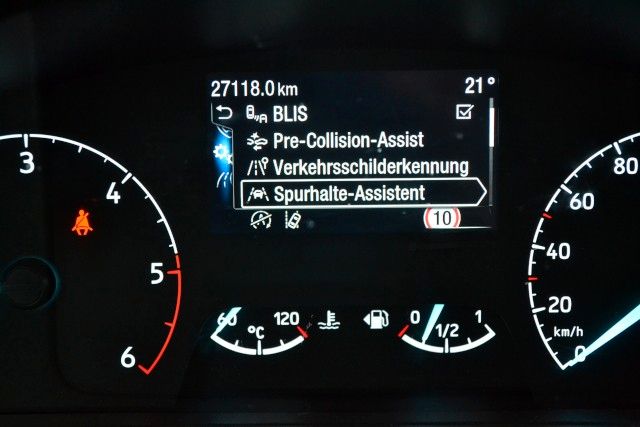 27118.0 km 21°
BLIS
Pre-Collision-Assist
Verkehrsschilderkennung
Spurhalte-Assistent
10
3
4
5
6
60 °C 120
0 1/2 1
80
60
40
20
km/h
0